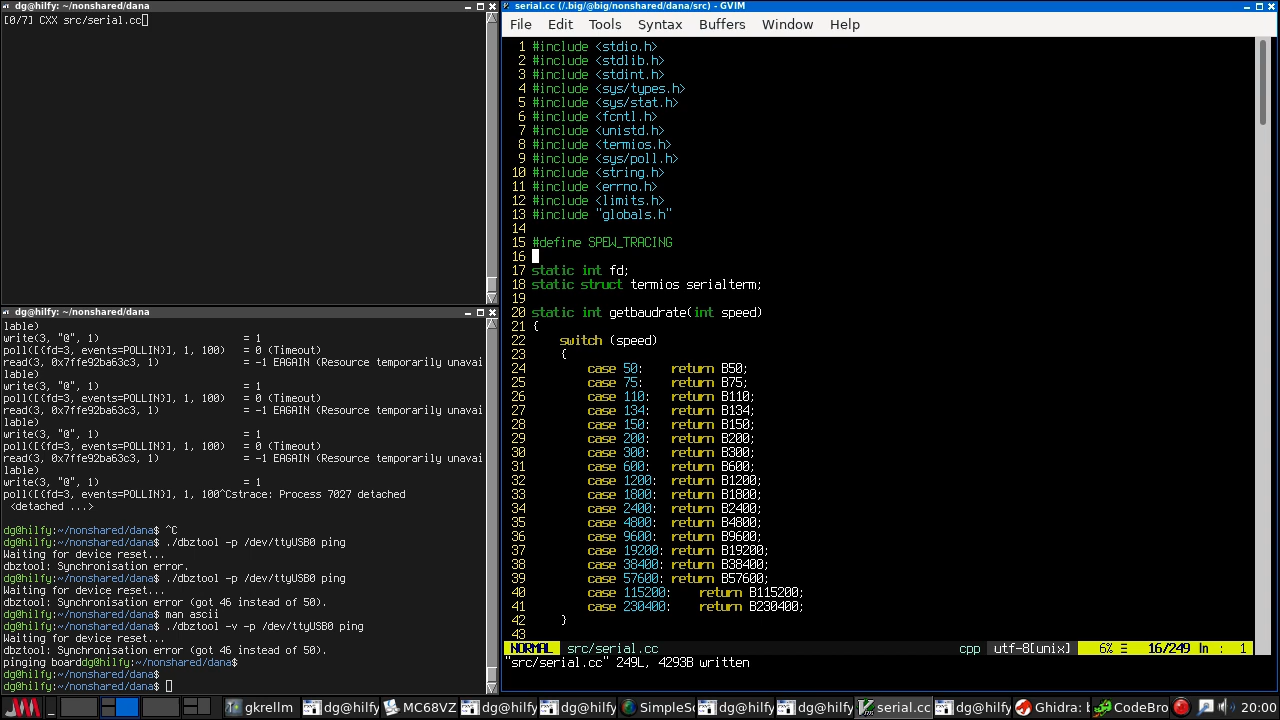 dg@hilfy: ~/nonshared/dana
[0/7] CXX src/serial.cc
dg@hilfy: ~/nonshared/dana
lable)
write(3, "@", 1) = 1
poll([{fd=3, events=POLLIN}], 1, 100) = 0 (Timeout)
read(3, 0x7ffe92ba63c3, 1) = -1 EAGAIN (Resource temporarily unavai
lable)
write(3, "@", 1) = 1
poll([{fd=3, events=POLLIN}], 1, 100) = 0 (Timeout)
read(3, 0x7ffe92ba63c3, 1) = -1 EAGAIN (Resource temporarily unavai
lable)
write(3, "@", 1) = 1
poll([{fd=3, events=POLLIN}], 1, 100) = 0 (Timeout)
read(3, 0x7ffe92ba63c3, 1) = -1 EAGAIN (Resource temporarily unavai
lable)
write(3, "@", 1) = 1
poll([{fd=3, events=POLLIN}], 1, 100^Cstrace: Process 7027 detached
<detached ...>
dg@hilfy:~/nonshared/dana$ ^C
dg@hilfy:~/nonshared/dana$ ./dbztool -p /dev/ttyUSB0 ping
Waiting for device reset...
dbztool: Synchronisation error.
dg@hilfy:~/nonshared/dana$ ./dbztool -p /dev/ttyUSB0 ping
Waiting for device reset...
dbztool: Synchronisation error (got 46 instead of 50).
dg@hilfy:~/nonshared/dana$ man ascii
dg@hilfy:~/nonshared/dana$ ./dbztool -v -p /dev/ttyUSB0 ping
Waiting for device reset...
dbztool: Synchronisation error (got 46 instead of 50).
pinging boarddg@hilfy:~/nonshared/dana$
dg@hilfy:~/nonshared/dana$
dg@hilfy:~/nonshared/dana$
serial.cc (/.big/@big/nonshared/dana/src) - GVIM
File Edit Tools Syntax Buffers Window Help
1 #include <stdio.h>
2 #include <stdlib.h>
3 #include <stdint.h>
4 #include <sys/types.h>
5 #include <sys/stat.h>
6 #include <fcntl.h>
7 #include <unistd.h>
8 #include <termios.h>
9 #include <sys/poll.h>
10 #include <string.h>
11 #include <errno.h>
12 #include <limits.h>
13 #include "globals.h"
14
15 #define SPEW_TRACING
16
17 static int fd;
18 static struct termios serialterm;
19
20 static int getbaudrate(int speed)
21 {
22 switch (speed)
23 {
24 case 50: return B50;
25 case 75: return B75;
26 case 110: return B110;
27 case 134: return B134;
28 case 150: return B150;
29 case 200: return B200;
30 case 300: return B300;
31 case 600: return B600;
32 case 1200: return B1200;
33 case 1800: return B1800;
34 case 2400: return B2400;
35 case 4800: return B4800;
36 case 9600: return B9600;
37 case 19200: return B19200;
38 case 38400: return B38400;
39 case 57600: return B57600;
40 case 115200: return B115200;
41 case 230400: return B230400;
42 }
43
NORMAL src/serial.cc cpp utf-8[unix] 6% ☰ 16/249 ln : 1
"src/serial.cc" 249L, 4293B written
gkrellm dg@hilfy MC68VZ dg@hilfy dg@hilfy SimpleSc dg@hilfy dg@hilfy serial.cc dg@hilfy Ghidra: b CodeBro 20:00